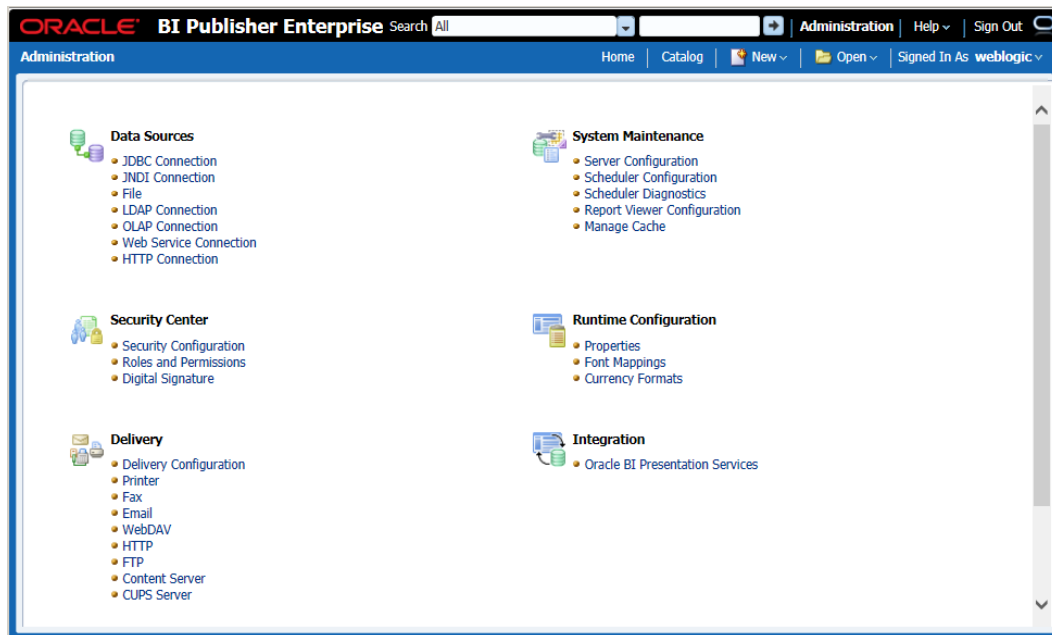 ORACLE BI Publisher Enterprise Search All Administration Help Sign Out
Administration Home Catalog New Open Signed In As weblogic
Data Sources
JDBC Connection
JNDI Connection
File
LDAP Connection
OLAP Connection
Web Service Connection
HTTP Connection
System Maintenance
Server Configuration
Scheduler Configuration
Scheduler Diagnostics
Report Viewer Configuration
Manage Cache
Security Center
Security Configuration
Roles and Permissions
Digital Signature
Runtime Configuration
Properties
Font Mappings
Currency Formats
Delivery
Delivery Configuration
Printer
Fax
Email
WebDAV
HTTP
FTP
Content Server
CUPS Server
Integration
Oracle BI Presentation Services